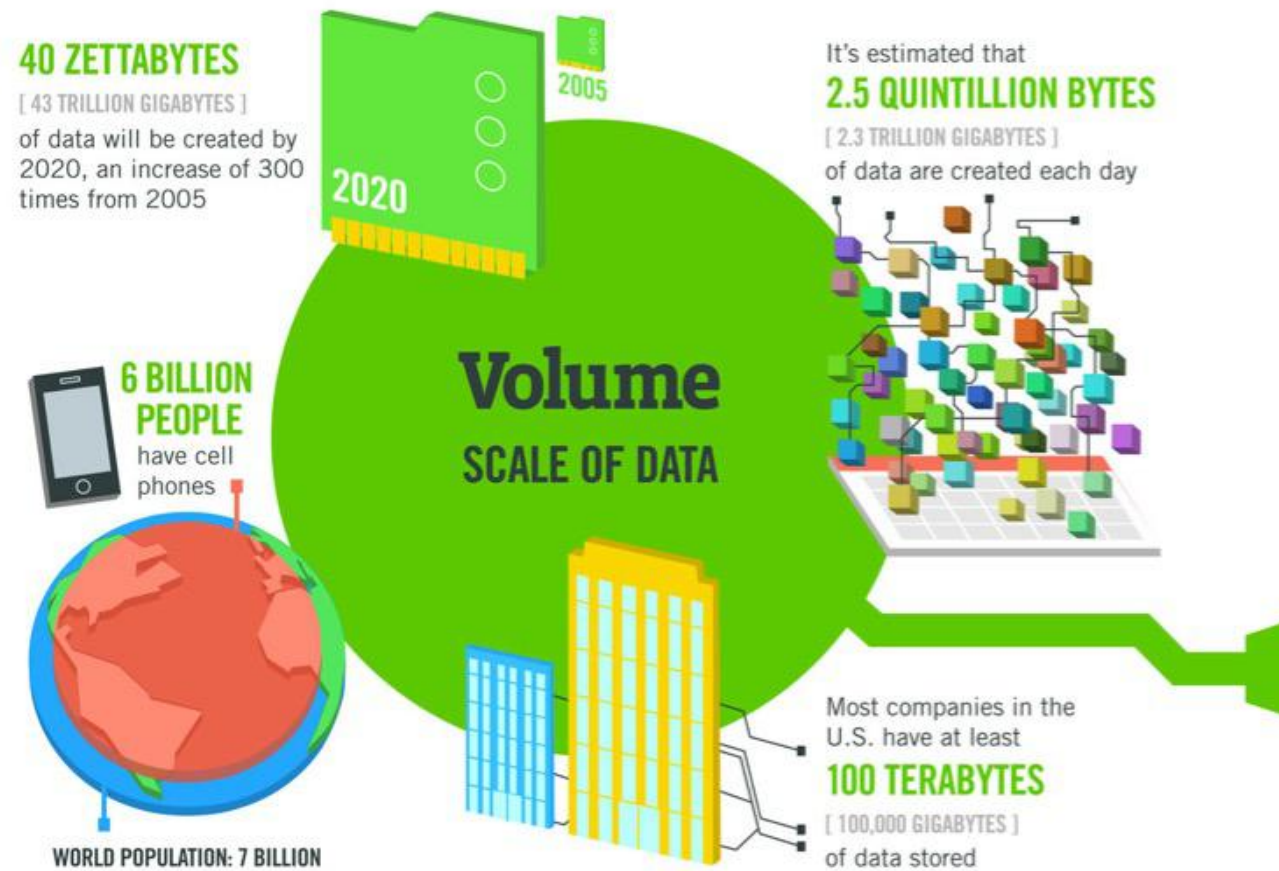 40 ZETTABYTES
[ 43 TRILLION GIGABYTES ]
of data will be created by
2020, an increase of 300
times from 2005
2020
2005
It’s estimated that
2.5 QUINTILLION BYTES
[ 2.3 TRILLION GIGABYTES ]
of data are created each day
6 BILLION
PEOPLE
have cell
phones
WORLD POPULATION: 7 BILLION
Volume
SCALE OF DATA
Most companies in the
U.S. have at least
100 TERABYTES
[ 100,000 GIGABYTES ]
of data stored